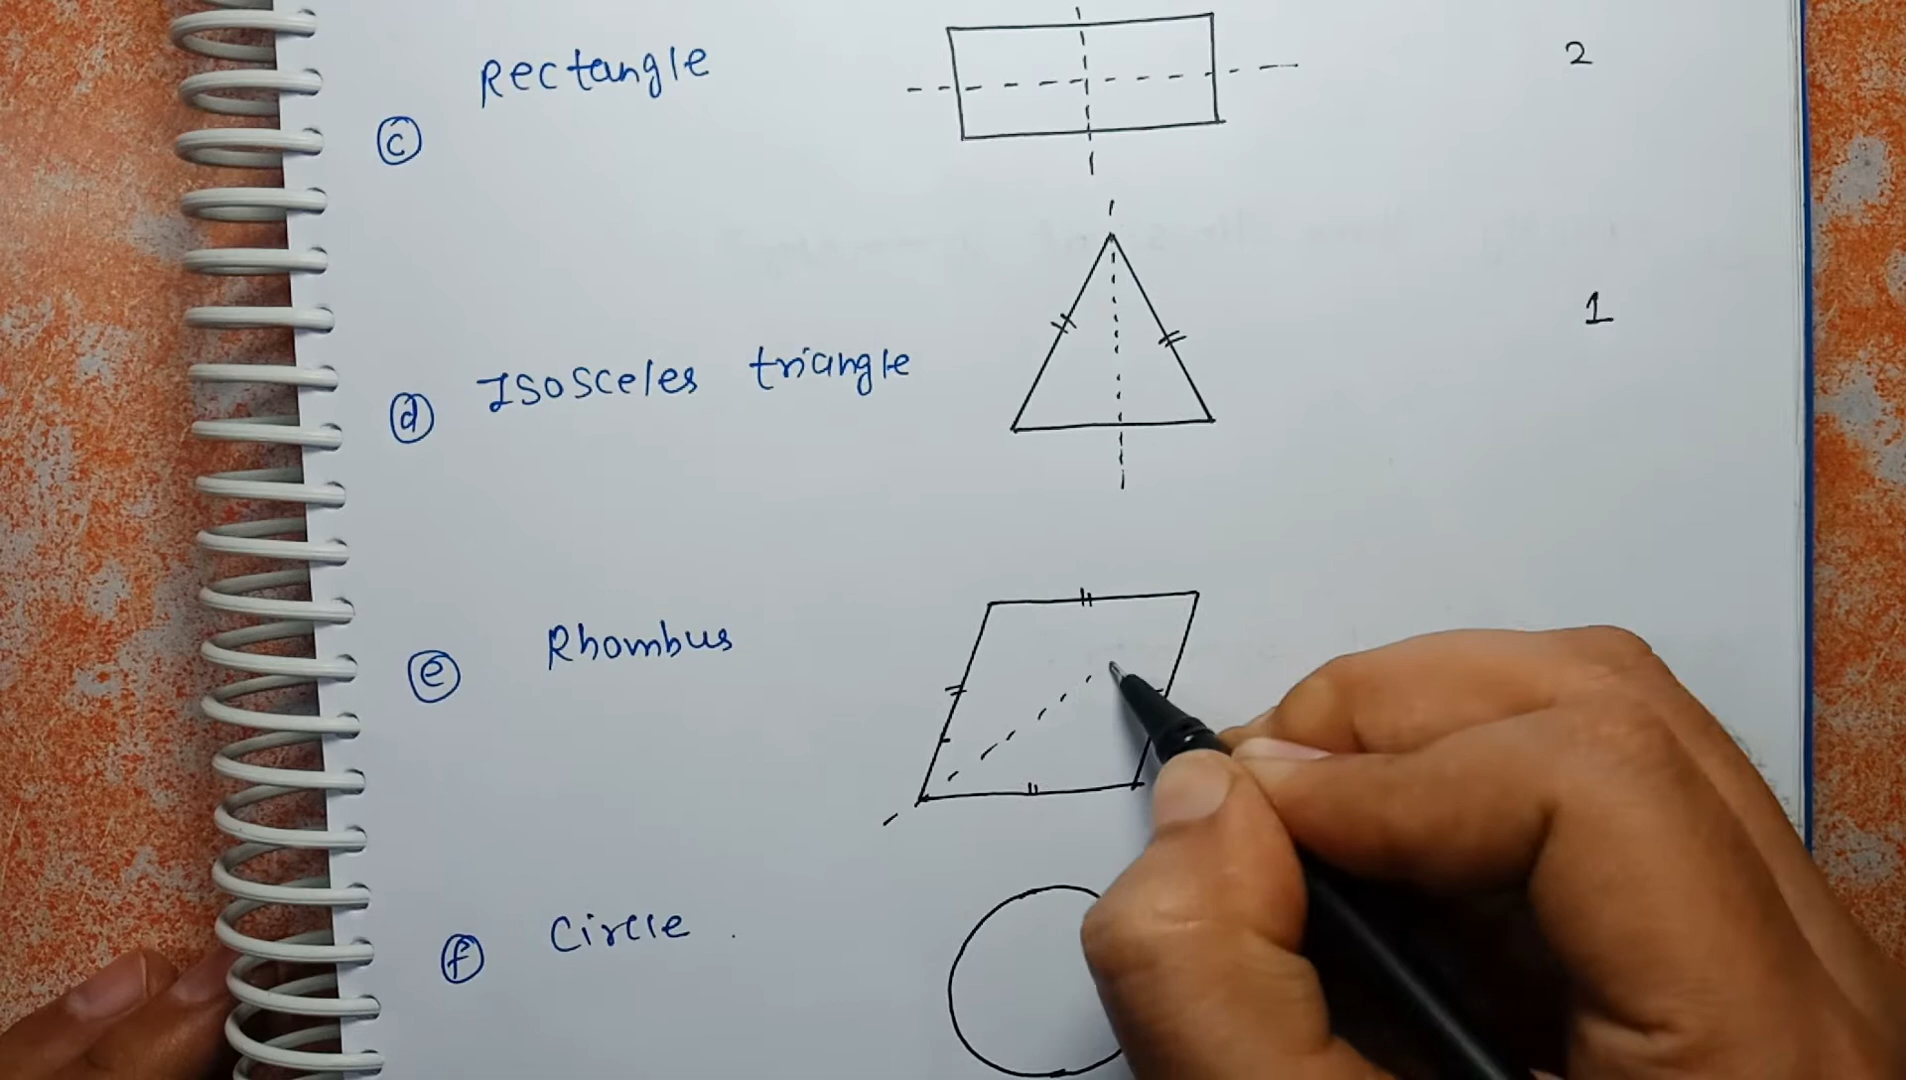 Rectangle 2
c
1
d Isosceles triangle
e Rhombus
f Circle .